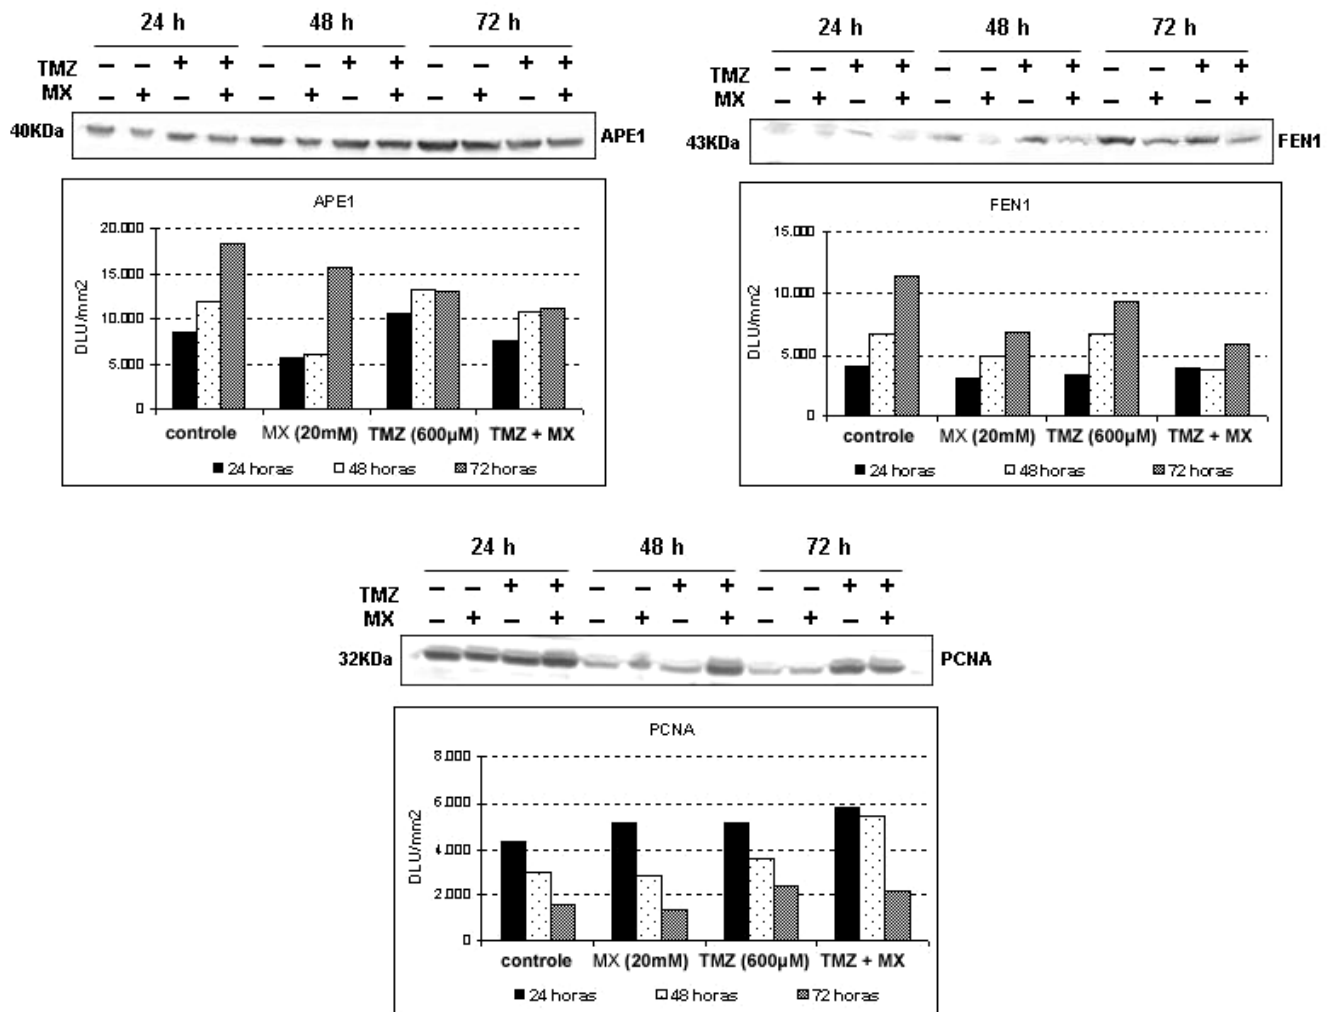 24 h 48 h 72 h
TMZ − − + + − − + + − − + +
MX − + − + − + − + − + − +
40KDa APE1
APE1
20.000
15.000
10.000
5.000
0
DLU/mm2
controle MX (20mM) TMZ (600µM) TMZ + MX
24 horas 48 horas 72 horas
24 h 48 h 72 h
TMZ − − + + − − + + − − + +
MX − + − + − + − + − + − +
43KDa FEN1
FEN1
15.000
10.000
5.000
0
DLU/mm2
controle MX (20mM) TMZ (600µM) TMZ + MX
24 horas 48 horas 72 horas
24 h 48 h 72 h
TMZ − − + + − − + + − − + +
MX − + − + − + − + − + − +
32KDa PCNA
PCNA
8.000
6.000
4.000
2.000
0
DLU/mm2
controle MX (20mM) TMZ (600µM) TMZ + MX
24 horas 48 horas 72 horas